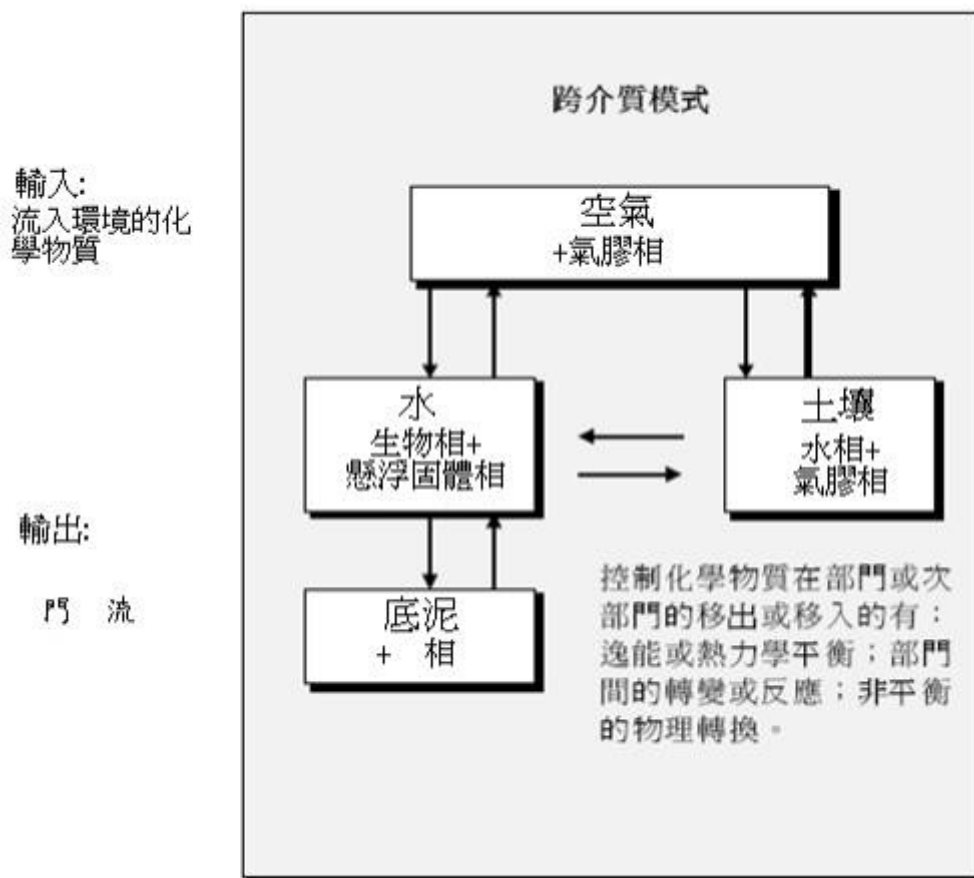 跨介質模式
輸入:
流入環境的化
學物質
空氣
+氣膠相
水
生物相+
懸浮固體相
土壤
水相+
氣膠相
輸出:
門 流
底泥
+ 相
控制化學物質在部門或次
部門的移出或移入的有：
逸能或熱力學平衡；部門
間的轉變或反應；非平衡
的物理轉換。